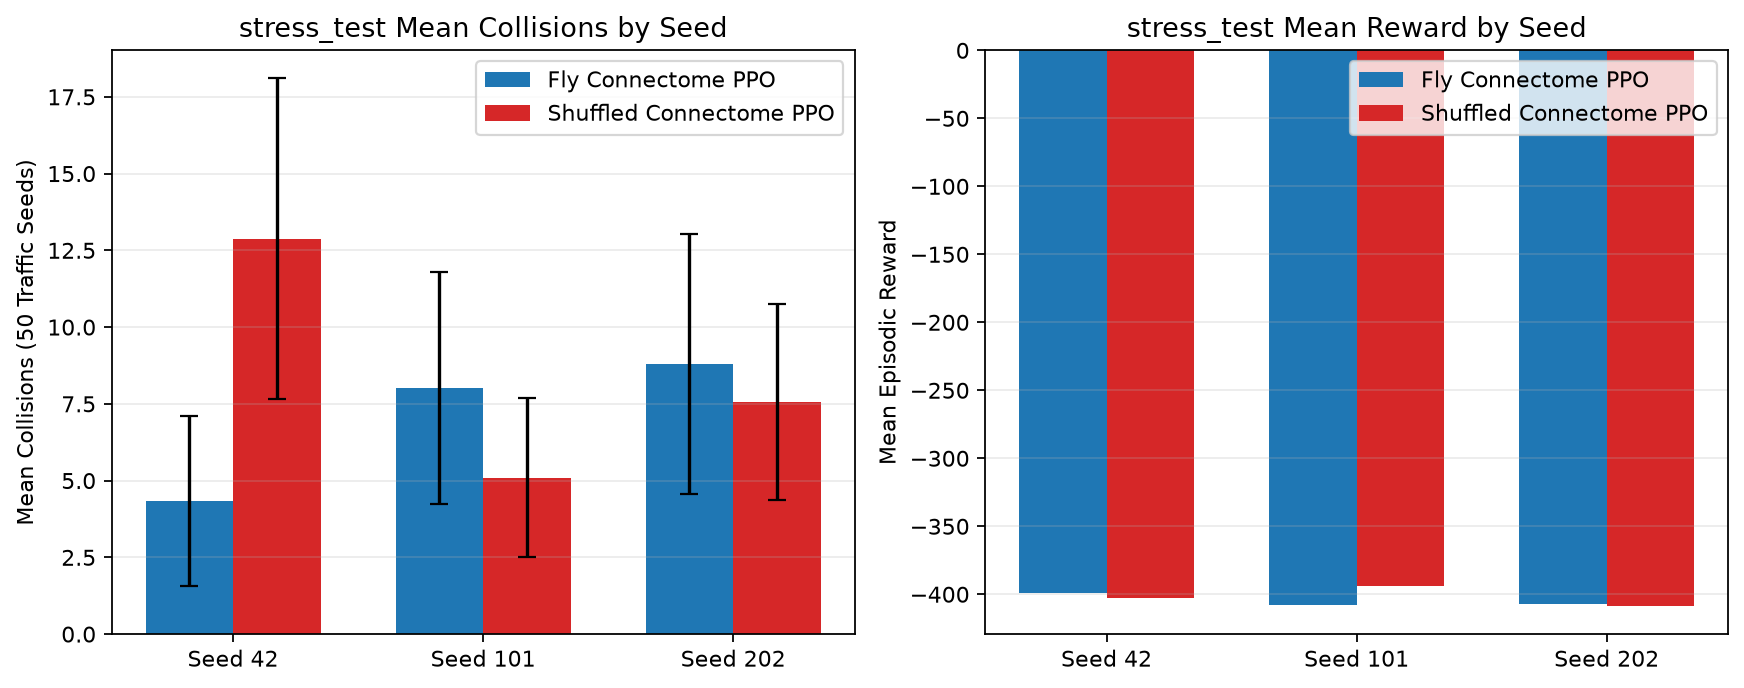 stress_test Mean Collisions by Seed
Fly Connectome PPO
Shuffled Connectome PPO
Mean Collisions (50 Traffic Seeds)
17.5
15.0
12.5
10.0
7.5
5.0
2.5
0.0
Seed 42
Seed 101
Seed 202
stress_test Mean Reward by Seed
Fly Connectome PPO
Shuffled Connectome PPO
Mean Episodic Reward
0
−50
−100
−150
−200
−250
−300
−350
−400
Seed 42
Seed 101
Seed 202